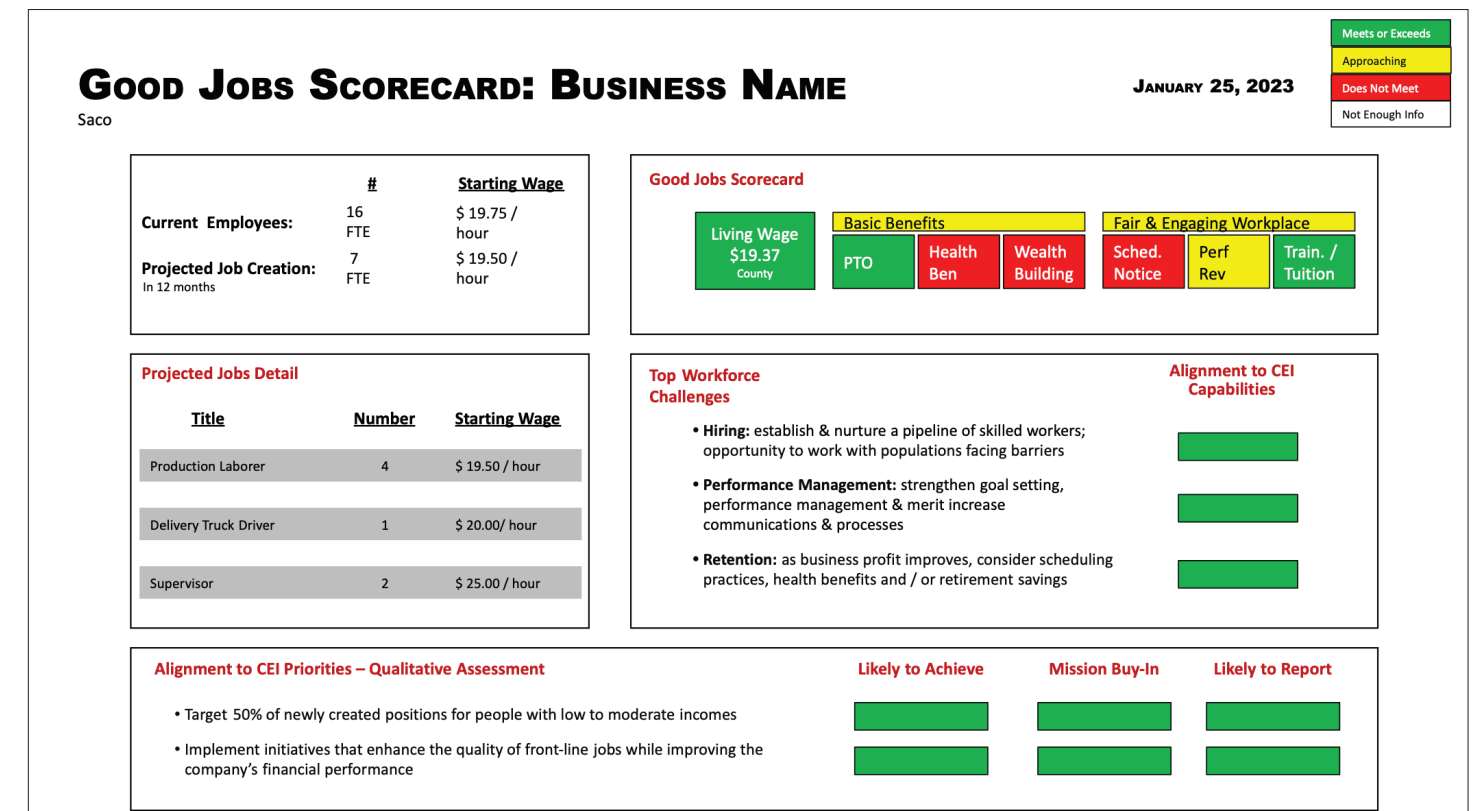 Meets or Exceeds
Approaching
Does Not Meet
Not Enough Info
Good Jobs Scorecard: Business Name
January 25, 2023
Saco
# Starting Wage
Current Employees: 16 FTE $ 19.75 / hour
Projected Job Creation: 7 FTE $ 19.50 / hour
In 12 months
Good Jobs Scorecard
Living Wage
$19.37
County
Basic Benefits
PTO
Health
Ben
Wealth
Building
Fair & Engaging Workplace
Sched.
Notice
Perf
Rev
Train. /
Tuition
Projected Jobs Detail
Title Number Starting Wage
Production Laborer 4 $ 19.50 / hour
Delivery Truck Driver 1 $ 20.00/ hour
Supervisor 2 $ 25.00 / hour
Top Workforce
Challenges
Alignment to CEI
Capabilities
• Hiring: establish & nurture a pipeline of skilled workers;
opportunity to work with populations facing barriers
• Performance Management: strengthen goal setting,
performance management & merit increase
communications & processes
• Retention: as business profit improves, consider scheduling
practices, health benefits and / or retirement savings
Alignment to CEI Priorities – Qualitative Assessment
Likely to Achieve Mission Buy-In Likely to Report
• Target 50% of newly created positions for people with low to moderate incomes
• Implement initiatives that enhance the quality of front-line jobs while improving the
company’s financial performance